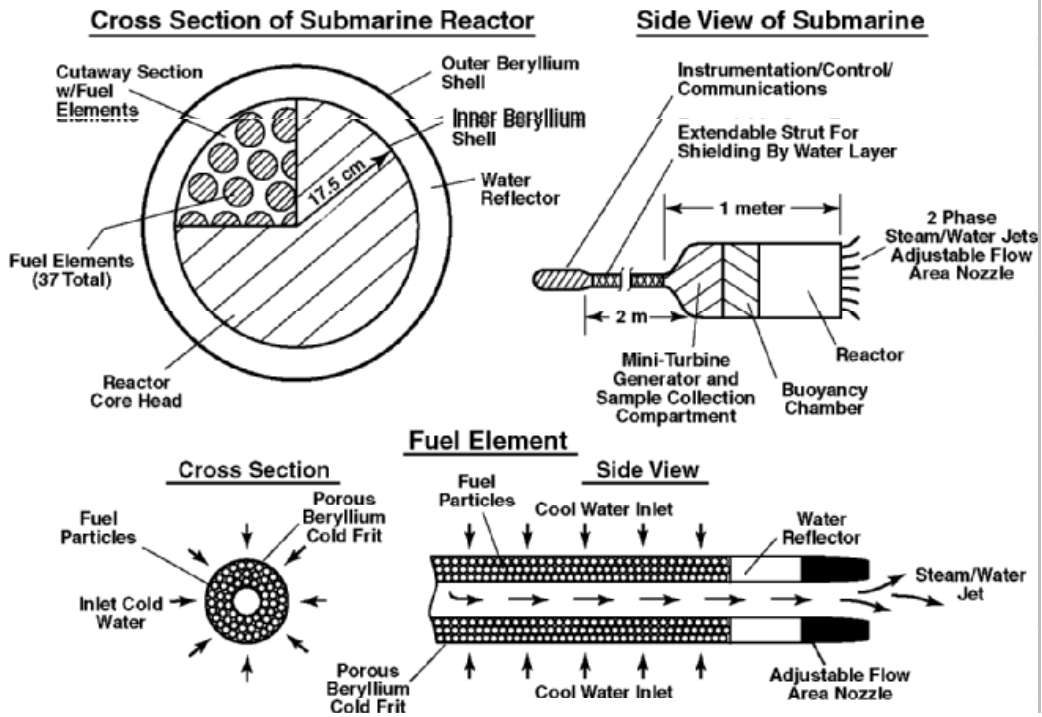 Cross Section of Submarine Reactor
Cutaway Section
w/Fuel
Elements
Outer Beryllium
Shell
Inner Beryllium
Shell
17.5 cm
Water
Reflector
Fuel Elements
(37 Total)
Reactor
Core Head
Side View of Submarine
Instrumentation/Control/
Communications
Extendable Strut For
Shielding By Water Layer
1 meter
2 Phase
Steam/Water Jets
Adjustable Flow
Area Nozzle
2 m
Reactor
Mini-Turbine
Generator and
Sample Collection
Compartment
Buoyancy
Chamber
Fuel Element
Cross Section
Fuel
Particles
Porous
Beryllium
Cold Frit
Inlet Cold
Water
Side View
Fuel
Particles
Cool Water Inlet
Water
Reflector
Steam/Water
Jet
Porous
Beryllium
Cold Frit
Cool Water Inlet
Adjustable Flow
Area Nozzle